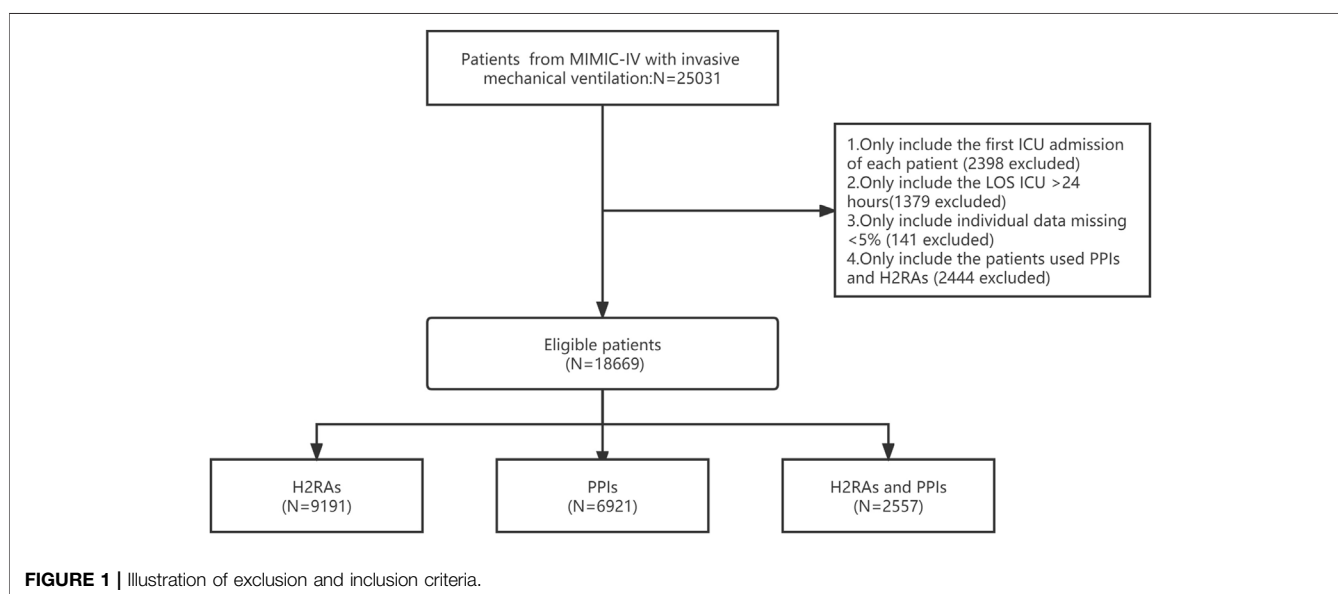 Patients from MIMIC-IV with invasive
mechanical ventilation:N=25031
1.Only include the first ICU admission
of each patient (2398 excluded)
2.Only include the LOS ICU >24
hours(1379 excluded)
3.Only include individual data missing
<5% (141 excluded)
4.Only include the patients used PPIs
and H2RAs (2444 excluded)
Eligible patients
(N=18669)
H2RAs
(N=9191)
PPIs
(N=6921)
H2RAs and PPIs
(N=2557)
FIGURE 1 | Illustration of exclusion and inclusion criteria.